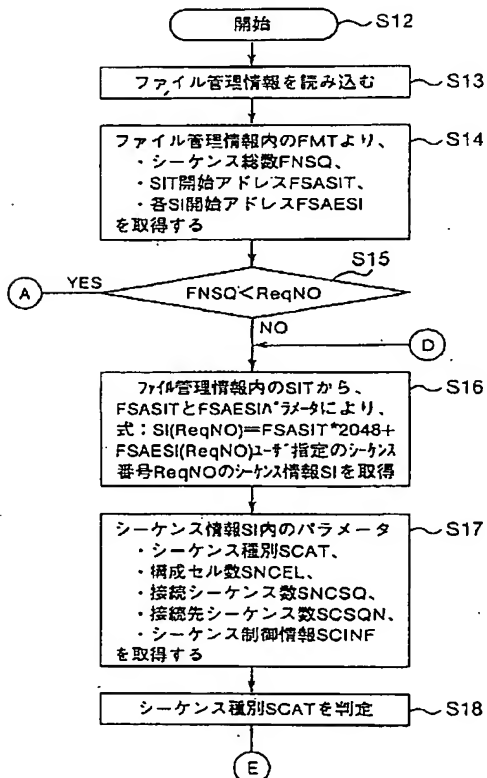 開始
S12
ファイル管理情報を読み込む
S13
ファイル管理情報内のFMTより、
・シーケンス総数FNSQ、
・SIT開始アドレスFSASIT、
・各SI開始アドレスFSAESI
を取得する
S14
S15
A
YES
FNSQ<ReqNO
NO
D
ファイル管理情報内のSITから、
FSASITとFSAESIパラメータにより、
式：SI(ReqNO)=FSASIT*2048+
FSAESI(ReqNO)ユーザ指定のシーケンス
番号ReqNOのシーケンス情報SIを取得
S16
シーケンス情報SI内のパラメータ
・シーケンス種別SCAT、
・構成セル数SNCEL、
・接続シーケンス数SNCSQ、
・接続先シーケンス数SCSQN、
・シーケンス制御情報SCINF
を取得する
S17
シーケンス種別SCATを判定
S18
E